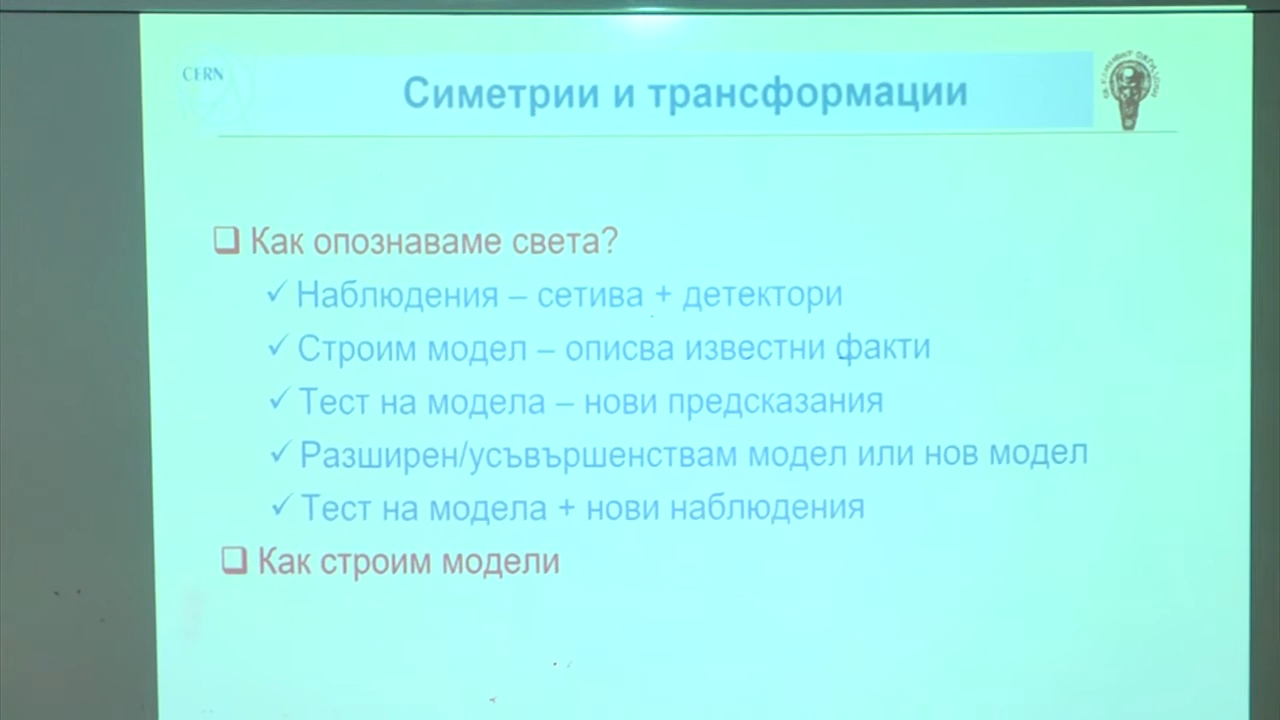 CERN
Симетрии и трансформации
Как опознаваме света?
Наблюдения – сетива + детектори
Строим модел – описва известни факти
Тест на модела – нови предсказания
Разширен/усъвършенствам модел или нов модел
Тест на модела + нови наблюдения
Как строим модели